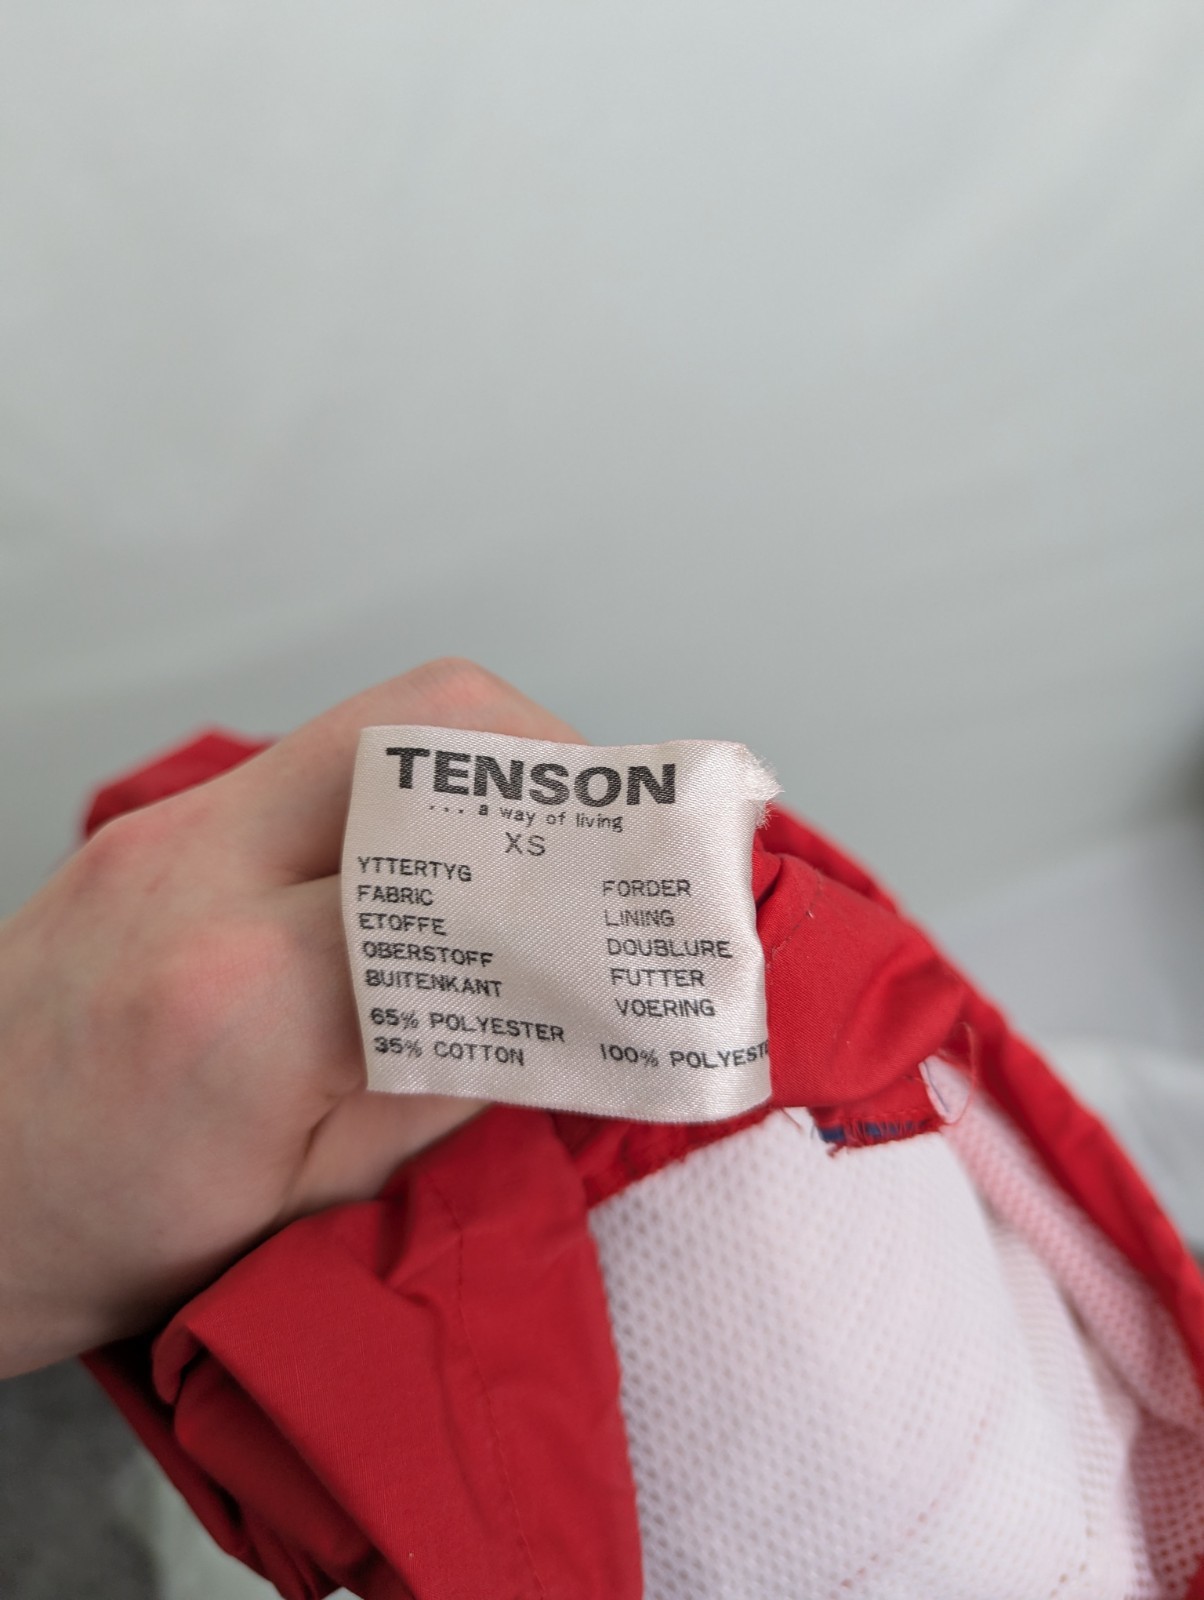 TENSON
... a way of living
XS
YTTERTYG
FABRIC
ETOFFE
OBERSTOFF
BUITENKANT
65% POLYESTER
35% COTTON
FORDER
LINING
DOUBLURE
FUTTER
VOERING
100% POLYEST